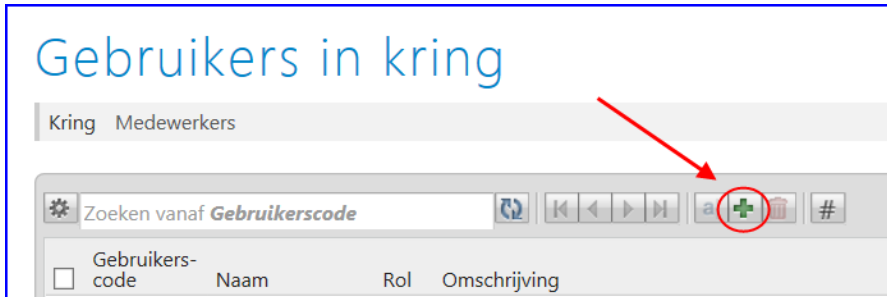 Gebruikers in kring
Kring Medewerkers
Zoeken vanaf Gebruikerscode
a
#
Gebruikers-
code Naam Rol Omschrijving